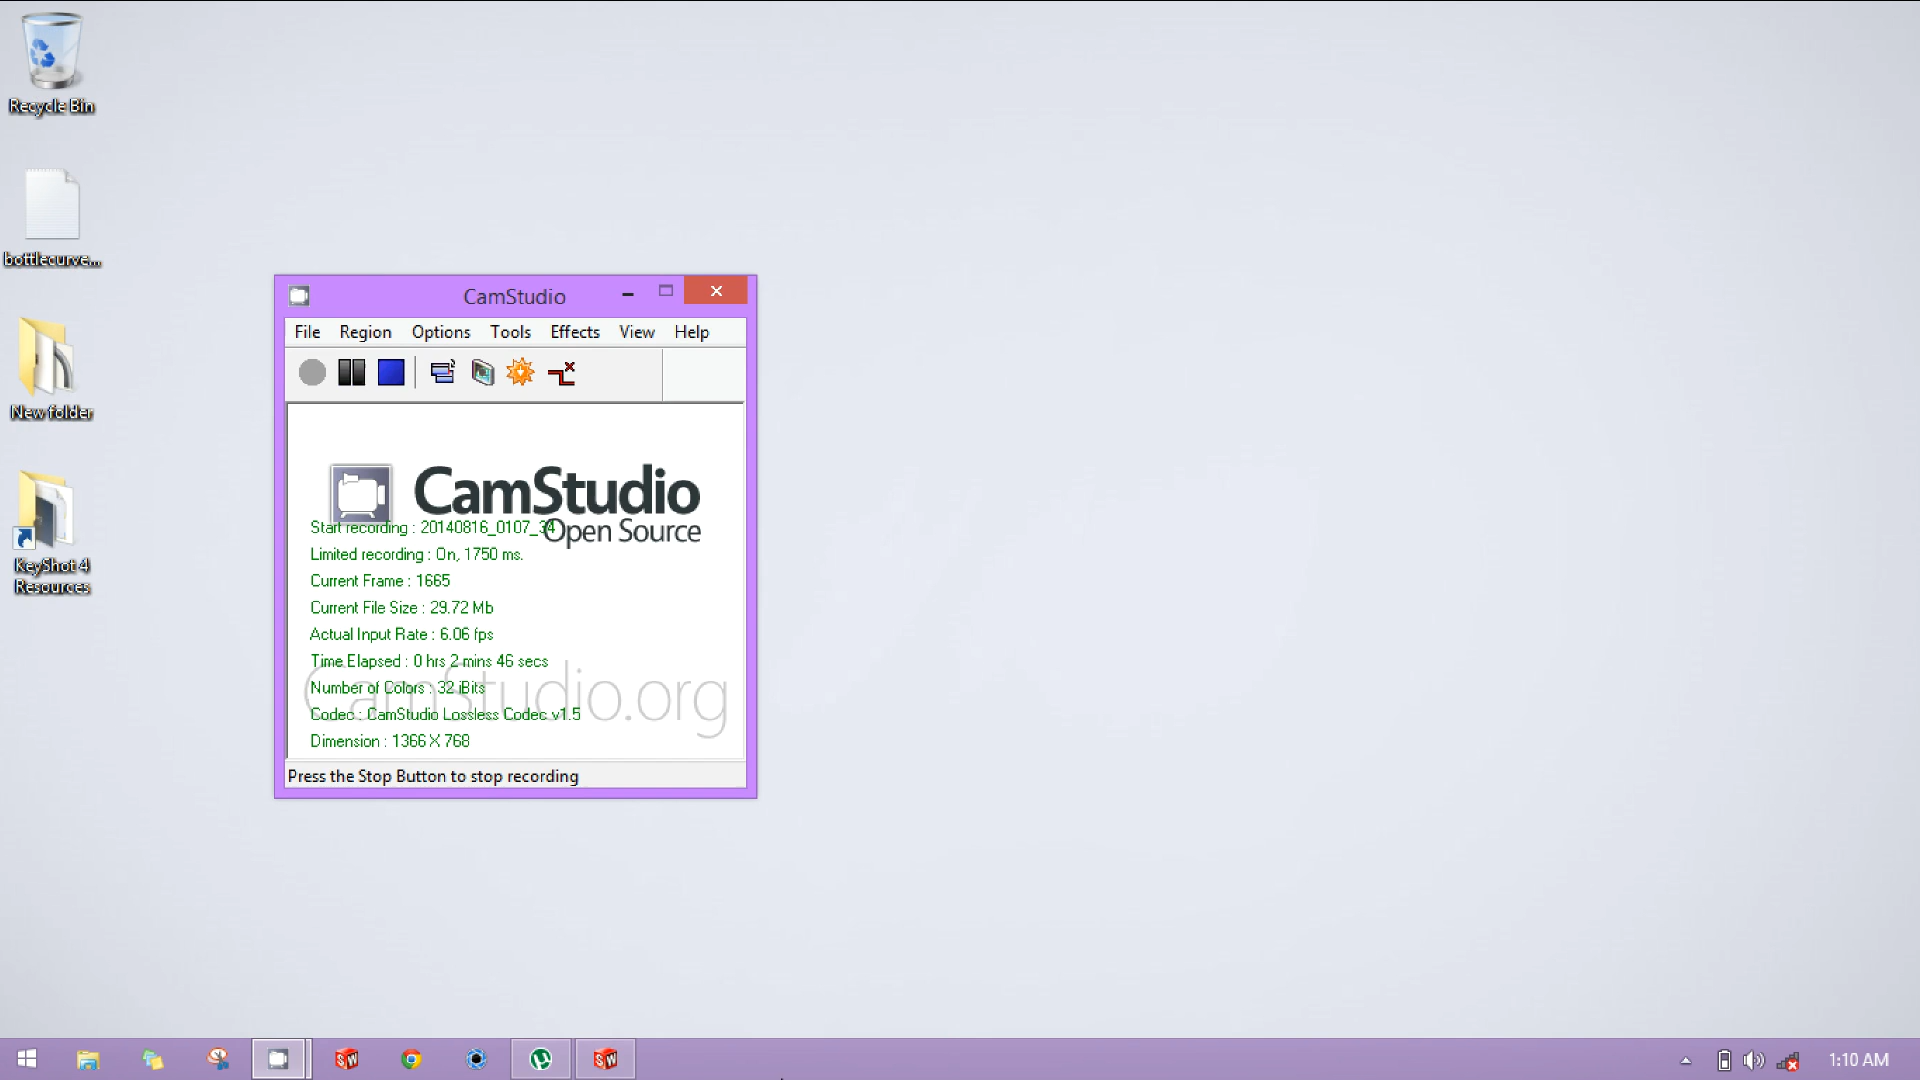 Recycle Bin
bottlecurve...
New folder
KeyShot 4
Resources
CamStudio
File Region Options Tools Effects View Help
CamStudio
Open Source
Start recording : 20140816_0107_34
Limited recording : On, 1750 ms.
Current Frame : 1665
Current File Size : 29.72 Mb
Actual Input Rate : 6.06 fps
Time Elapsed : 0 hrs 2 mins 46 secs
Number of Colors : 32 iBits
CamStudio.org
Codec : CamStudio Lossless Codec v1.5
Dimension : 1366 X 768
Press the Stop Button to stop recording
SW
SW
1:10 AM